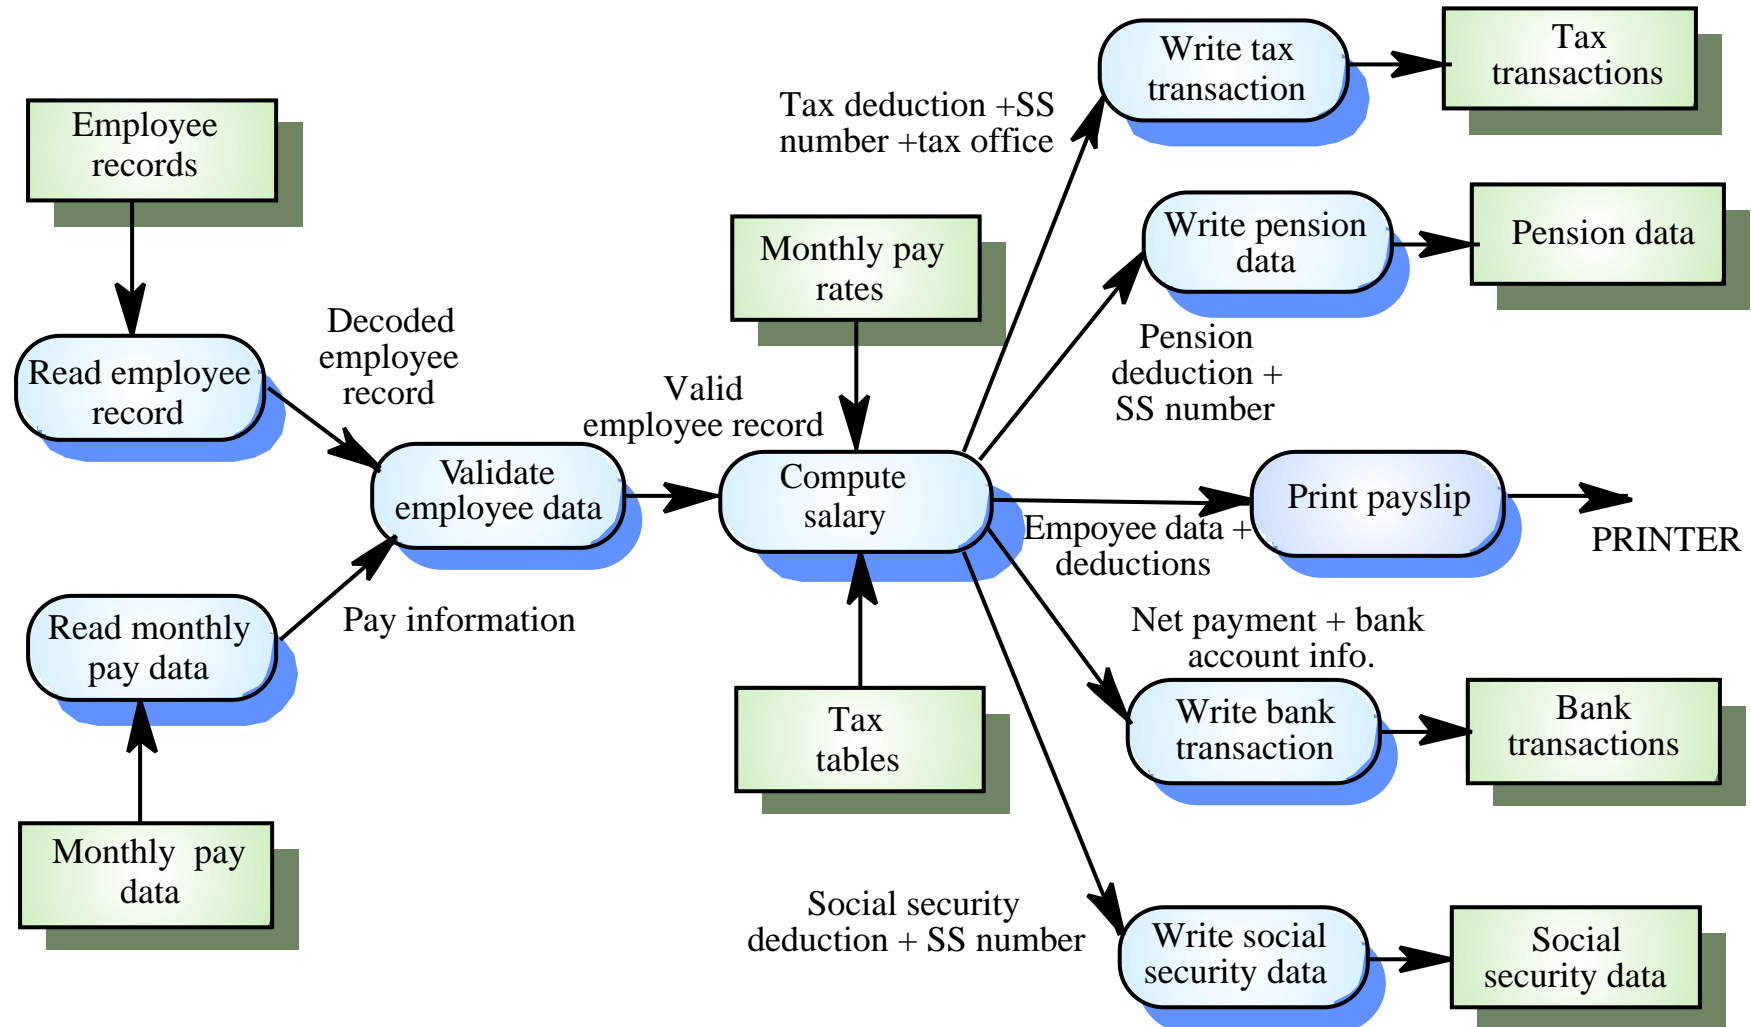 Employee
records
Read employee
record
Decoded
employee
record
Read monthly
pay data
Pay information
Monthly pay
data
Validate
employee data
Valid
employee record
Monthly pay
rates
Compute
salary
Tax
tables
Tax deduction +SS
number +tax office
Write tax
transaction
Tax
transactions
Write pension
data
Pension data
Pension
deduction +
SS number
Print payslip
PRINTER
Empoyee data +
deductions
Net payment + bank
account info.
Write bank
transaction
Bank
transactions
Social security
deduction + SS number
Write social
security data
Social
security data